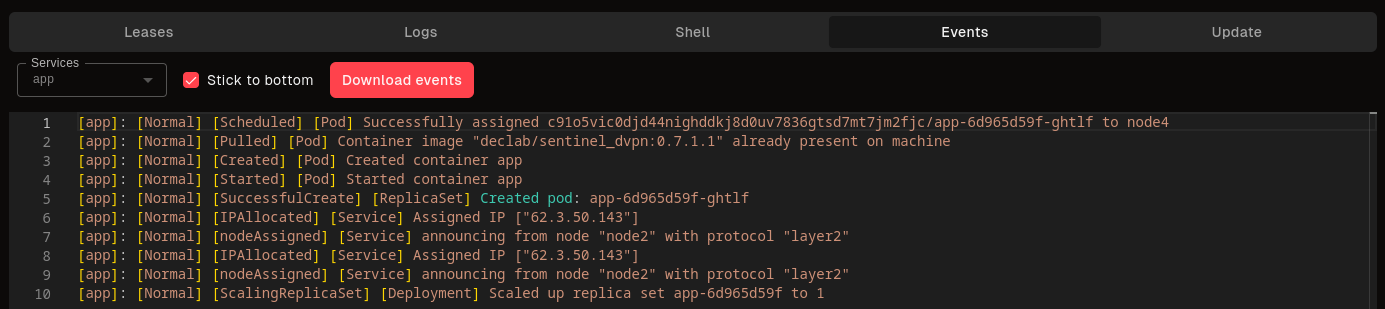 Leases Logs Shell Events Update
Services
app
Stick to bottom
Download events
1 [app]: [Normal] [Scheduled] [Pod] Successfully assigned c91o5vic0djd44nighddkj8d0uv7836gtsd7mt7jm2fjc/app-6d965d59f-ghtlf to node4
2 [app]: [Normal] [Pulled] [Pod] Container image "declab/sentinel_dvpn:0.7.1.1" already present on machine
3 [app]: [Normal] [Created] [Pod] Created container app
4 [app]: [Normal] [Started] [Pod] Started container app
5 [app]: [Normal] [SuccessfulCreate] [ReplicaSet] Created pod: app-6d965d59f-ghtlf
6 [app]: [Normal] [IPAllocated] [Service] Assigned IP ["62.3.50.143"]
7 [app]: [Normal] [nodeAssigned] [Service] announcing from node "node2" with protocol "layer2"
8 [app]: [Normal] [IPAllocated] [Service] Assigned IP ["62.3.50.143"]
9 [app]: [Normal] [nodeAssigned] [Service] announcing from node "node2" with protocol "layer2"
10 [app]: [Normal] [ScalingReplicaSet] [Deployment] Scaled up replica set app-6d965d59f to 1